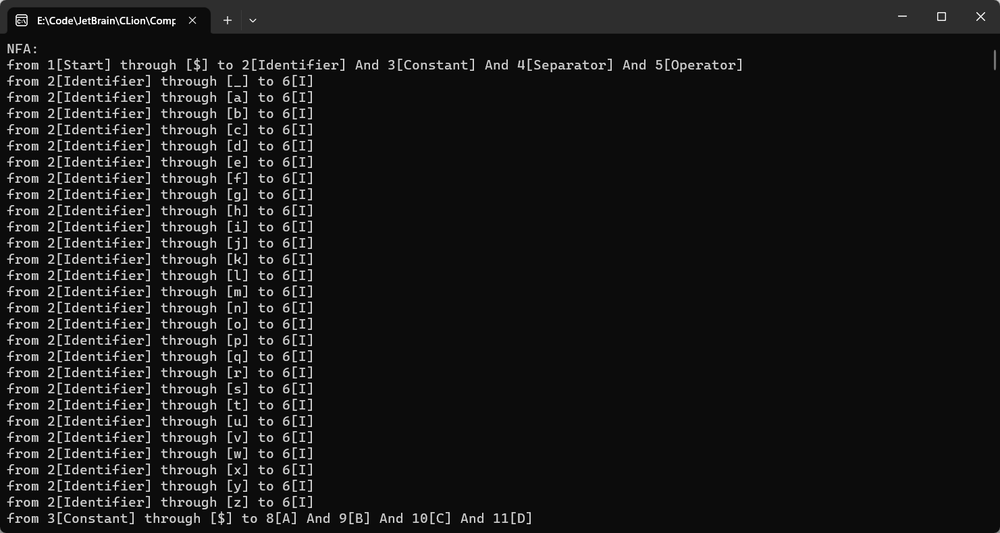 E:\Code\JetBrain\CLion\Comp
NFA:
from 1[Start] through [$] to 2[Identifier] And 3[Constant] And 4[Separator] And 5[Operator]
from 2[Identifier] through [_] to 6[I]
from 2[Identifier] through [a] to 6[I]
from 2[Identifier] through [b] to 6[I]
from 2[Identifier] through [c] to 6[I]
from 2[Identifier] through [d] to 6[I]
from 2[Identifier] through [e] to 6[I]
from 2[Identifier] through [f] to 6[I]
from 2[Identifier] through [g] to 6[I]
from 2[Identifier] through [h] to 6[I]
from 2[Identifier] through [i] to 6[I]
from 2[Identifier] through [j] to 6[I]
from 2[Identifier] through [k] to 6[I]
from 2[Identifier] through [l] to 6[I]
from 2[Identifier] through [m] to 6[I]
from 2[Identifier] through [n] to 6[I]
from 2[Identifier] through [o] to 6[I]
from 2[Identifier] through [p] to 6[I]
from 2[Identifier] through [q] to 6[I]
from 2[Identifier] through [r] to 6[I]
from 2[Identifier] through [s] to 6[I]
from 2[Identifier] through [t] to 6[I]
from 2[Identifier] through [u] to 6[I]
from 2[Identifier] through [v] to 6[I]
from 2[Identifier] through [w] to 6[I]
from 2[Identifier] through [x] to 6[I]
from 2[Identifier] through [y] to 6[I]
from 2[Identifier] through [z] to 6[I]
from 3[Constant] through [$] to 8[A] And 9[B] And 10[C] And 11[D]